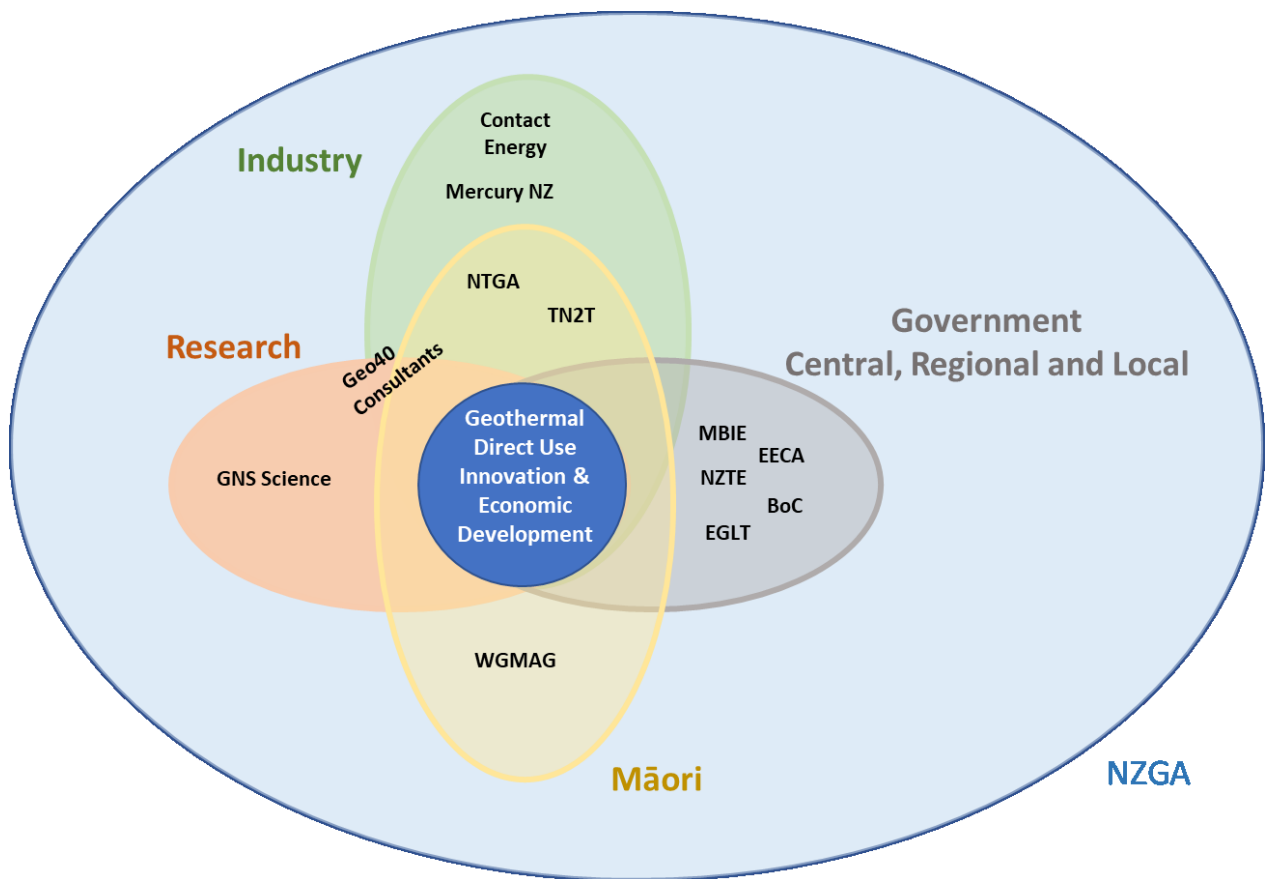 Contact
Energy
Industry
Mercury NZ
NTGA
TN2T
Government
Central, Regional and Local
Research
Geo40
Consultants
Geothermal
Direct Use
Innovation &
Economic
Development
MBIE
EECA
NZTE
BoC
EGLT
GNS Science
WGMAG
Māori
NZGA